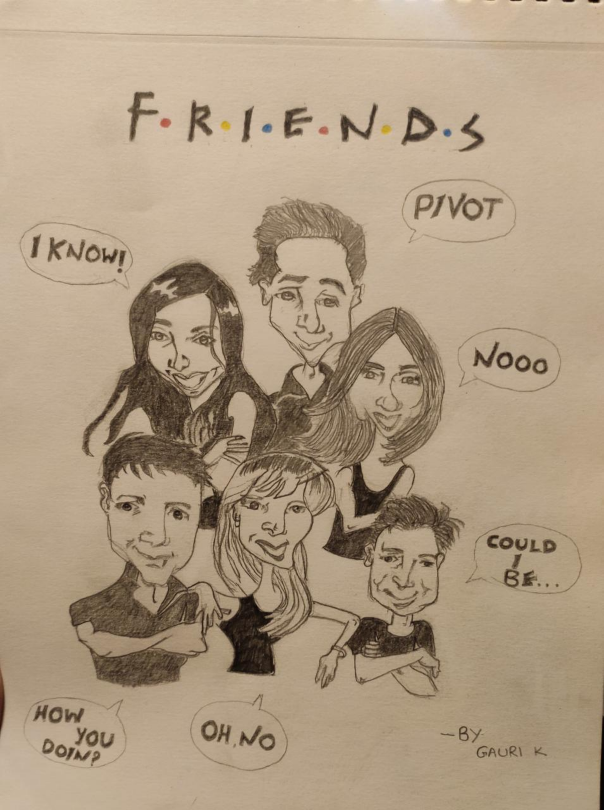 F•R•I•E•N•D•S
PIVOT
I KNOW!
NOOO
COULD
I
BE...
HOW
YOU
DOIN?
OH, NO
—BY
GAURI K